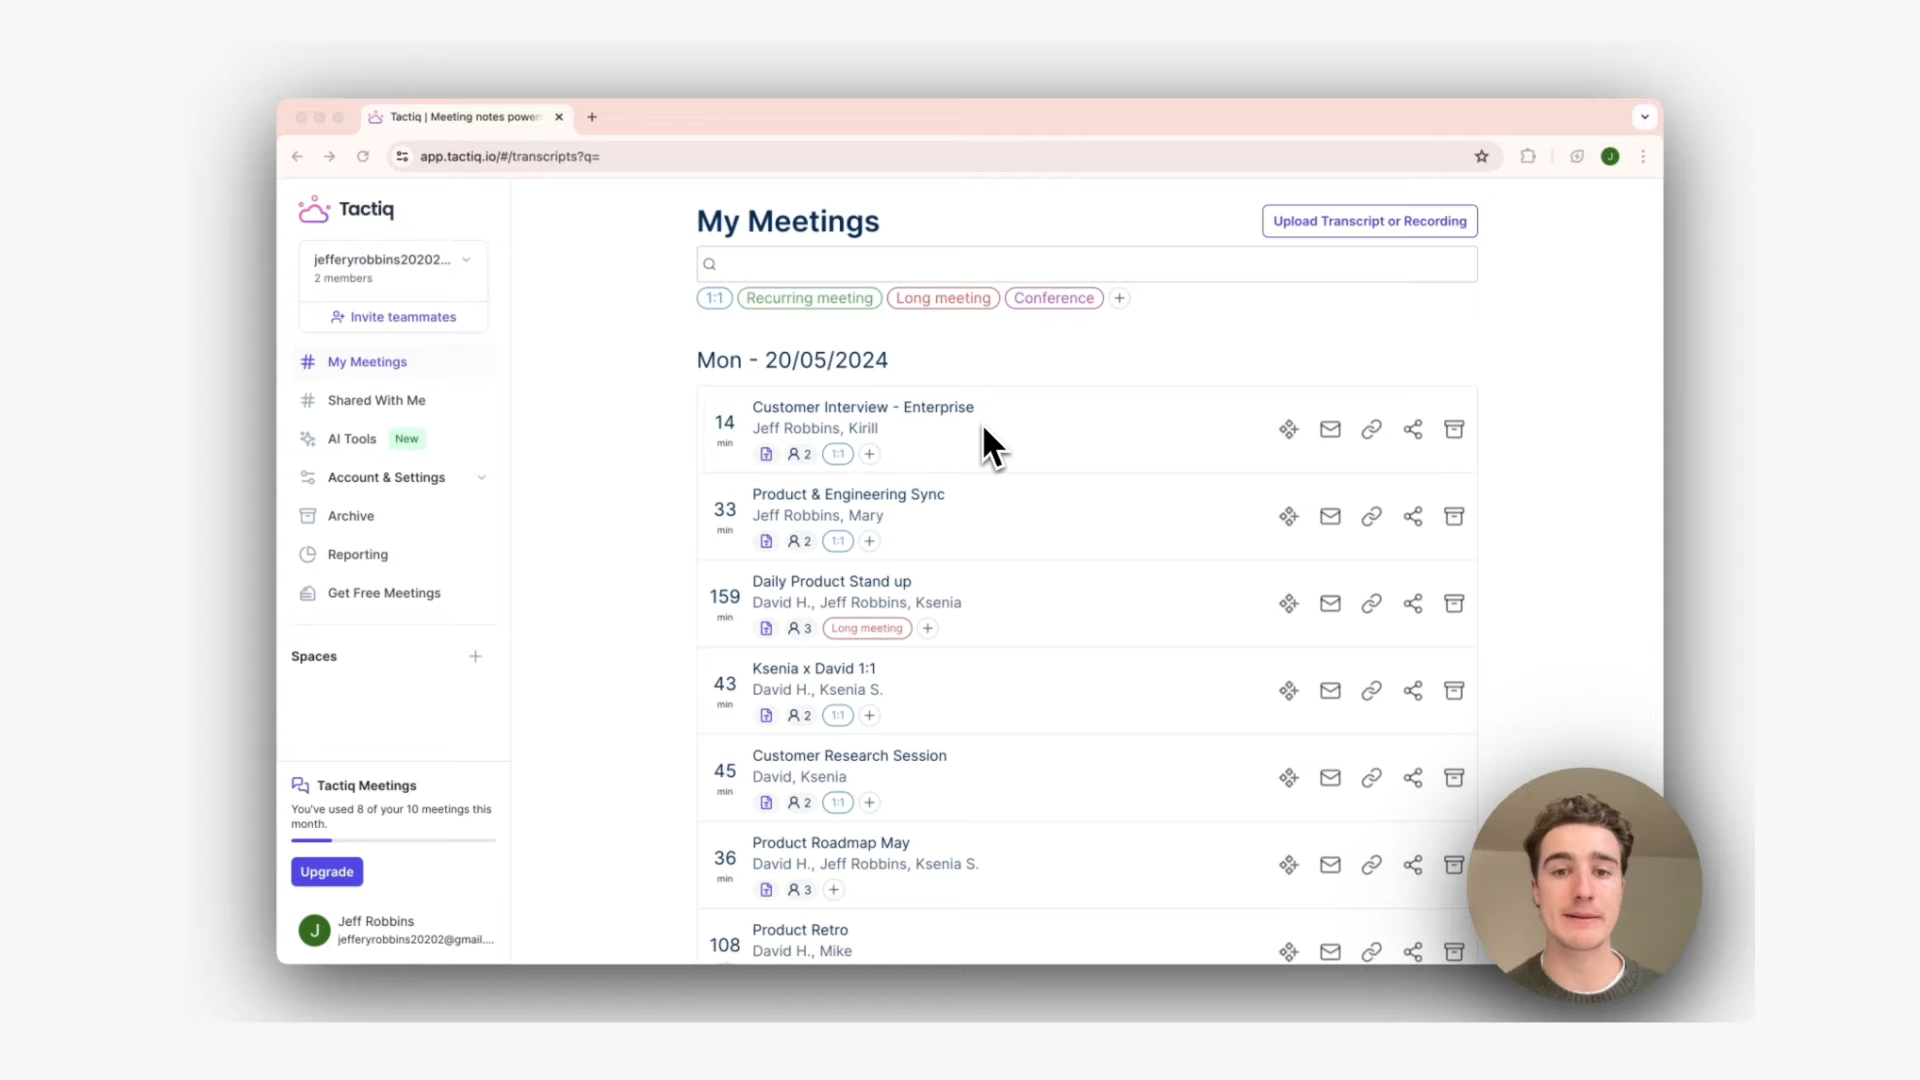 Tactiq | Meeting notes power
app.tactiq.io/#/transcripts?q=
J
Tactiq
jefferyrobbins20202...
2 members
Invite teammates
My Meetings
Shared With Me
AI Tools New
Account & Settings
Archive
Reporting
Get Free Meetings
Spaces
Tactiq Meetings
You've used 8 of your 10 meetings this
month.
Upgrade
J
Jeff Robbins
jefferyrobbins20202@gmail....
My Meetings
Upload Transcript or Recording
1:1 Recurring meeting Long meeting Conference
Mon - 20/05/2024
14 min
Customer Interview - Enterprise
Jeff Robbins, Kirill
2 1:1
33 min
Product & Engineering Sync
Jeff Robbins, Mary
2 1:1
159 min
Daily Product Stand up
David H., Jeff Robbins, Ksenia
3 Long meeting
43 min
Ksenia x David 1:1
David H., Ksenia S.
2 1:1
45 min
Customer Research Session
David, Ksenia
2 1:1
36 min
Product Roadmap May
David H., Jeff Robbins, Ksenia S.
3
108
Product Retro
David H., Mike